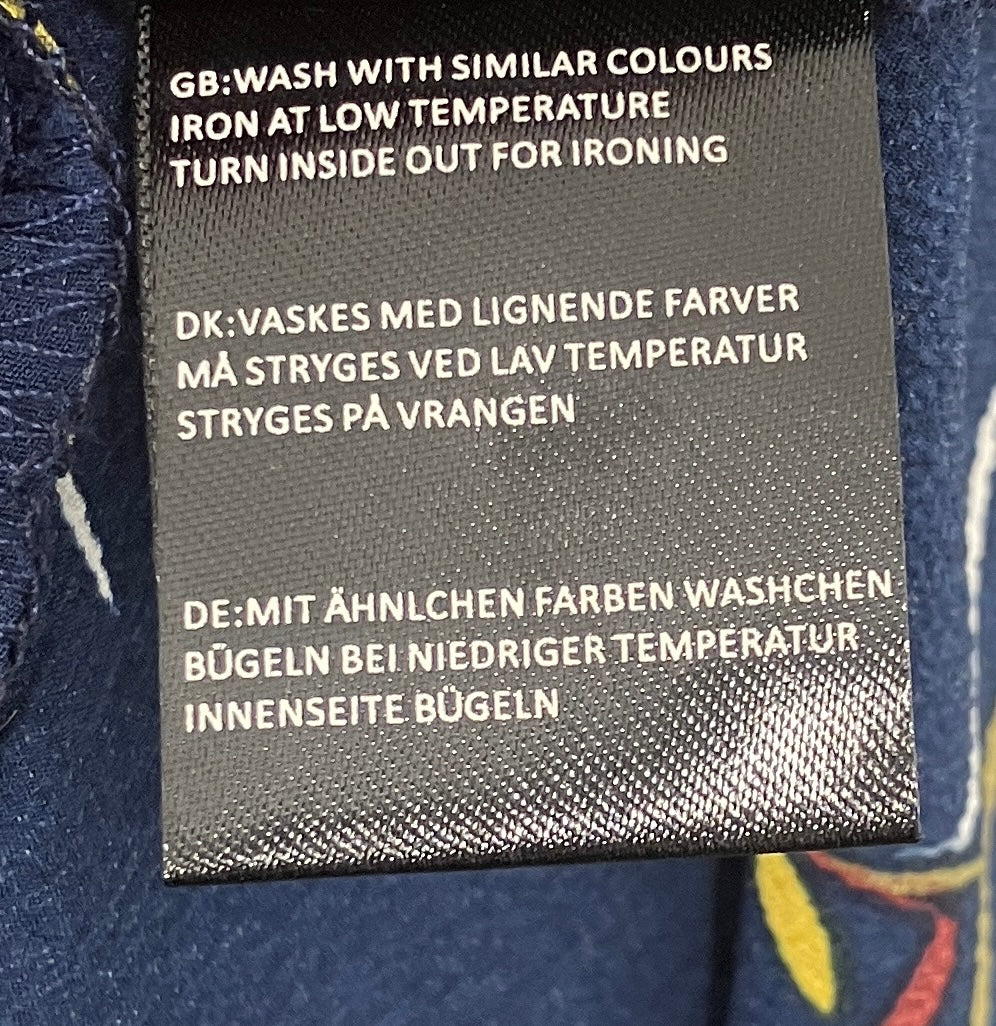 GB:WASH WITH SIMILAR COLOURS
IRON AT LOW TEMPERATURE
TURN INSIDE OUT FOR IRONING
DK:VASKES MED LIGNENDE FARVER
MÅ STRYGES VED LAV TEMPERATUR
STRYGES PÅ VRANGEN
DE:MIT ÄHNLCHEN FARBEN WASHCHEN
BÜGELN BEI NIEDRIGER TEMPERATUR
INNENSEITE BÜGELN